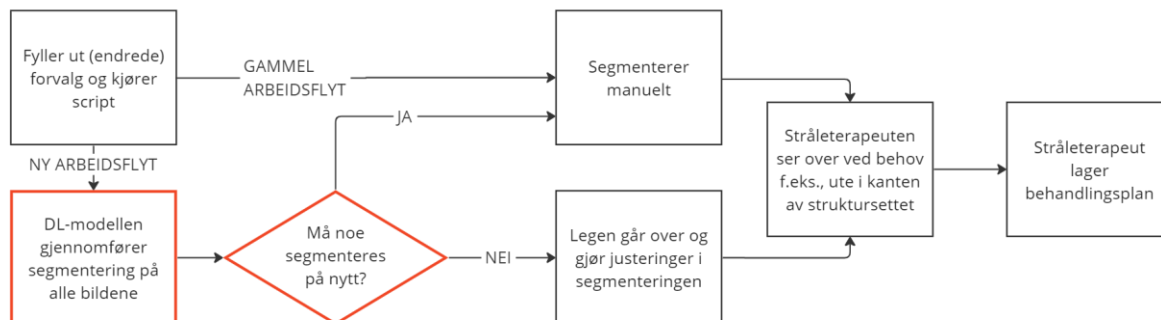 Fyller ut (endrede)
forvalg og kjører
script
GAMMEL
ARBEIDSFLYT
Segmenterer
manuelt
JA
NY ARBEIDSFLYT
DL-modellen
gjennomfører
segmentering på
alle bildene
Må noe
segmenteres
på nytt?
NEI
Legen går over og
gjør justeringer i
segmenteringen
Stråleterapeuten
ser over ved behov
f.eks., ute i kanten
av struktursettet
Stråleterapeut
lager
behandlingsplan